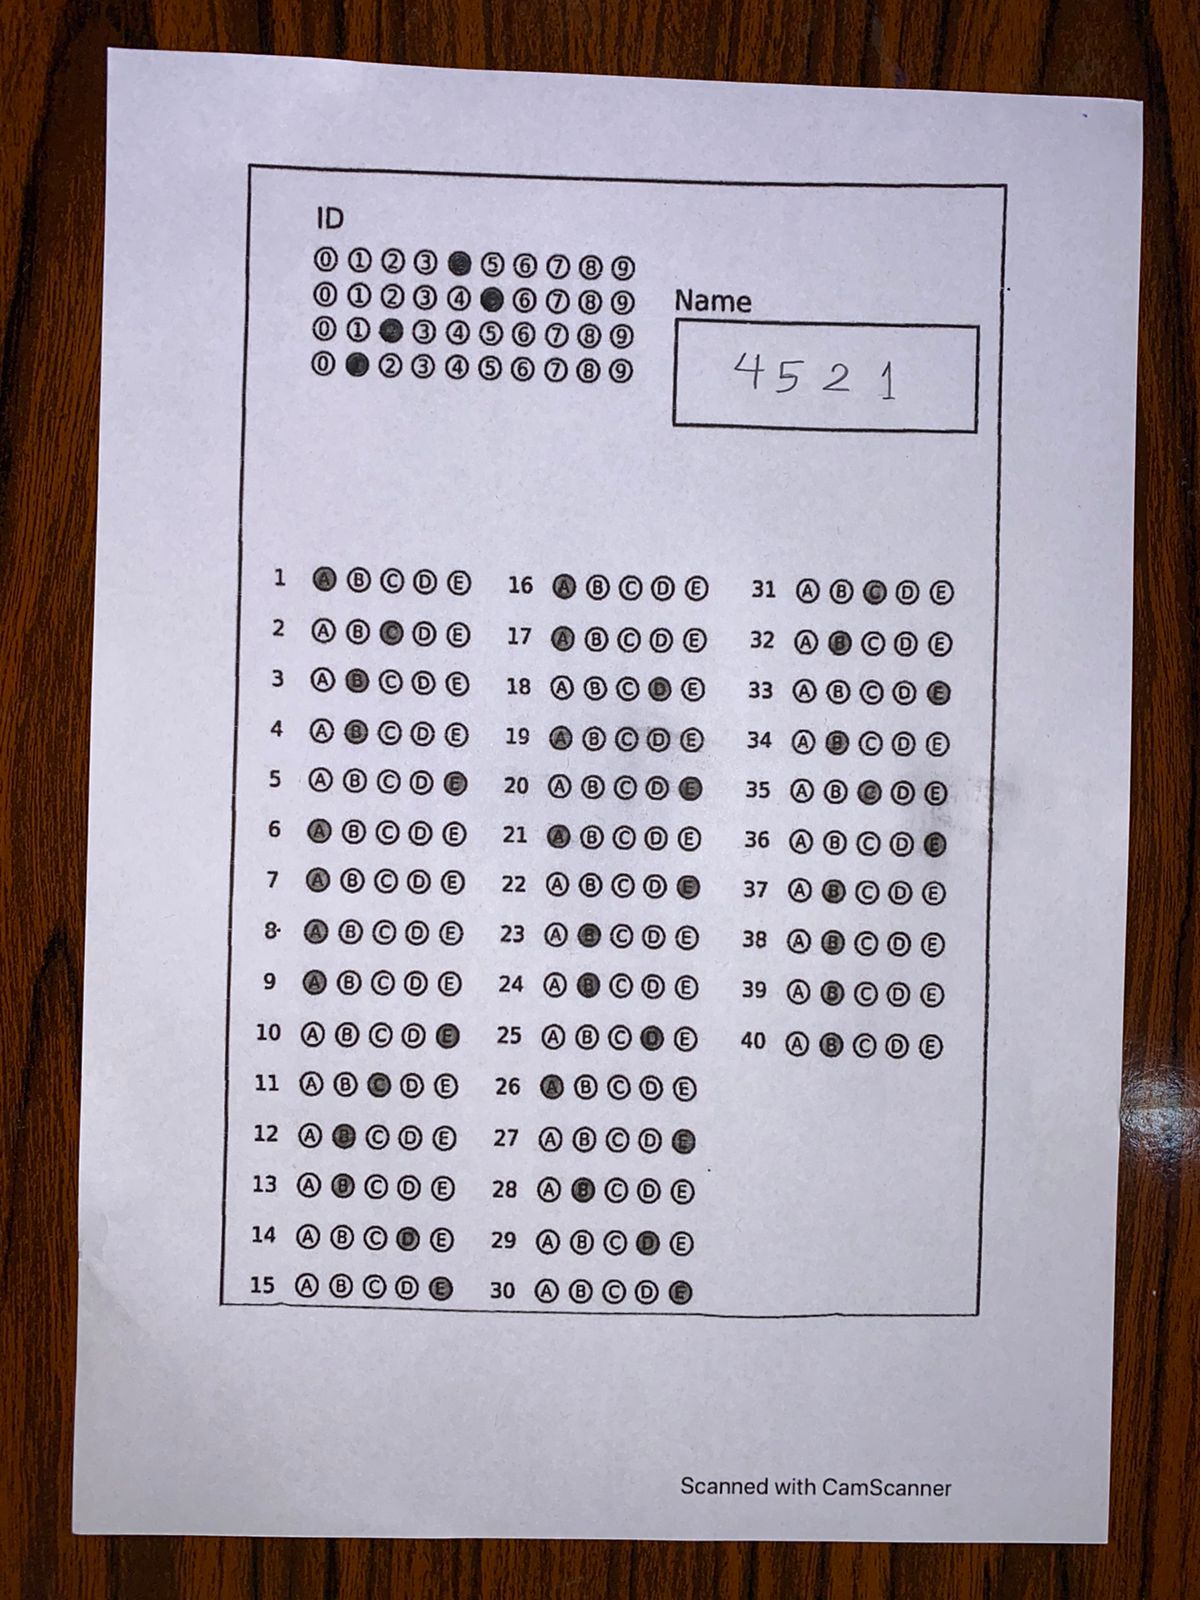 ID
0 1 2 3 4 5 6 7 8 9
0 1 2 3 4 5 6 7 8 9
0 1 2 3 4 5 6 7 8 9
0 1 2 3 4 5 6 7 8 9
Name
4521
1 A B C D E
2 A B C D E
3 A B C D E
4 A B C D E
5 A B C D E
6 A B C D E
7 A B C D E
8 A B C D E
9 A B C D E
10 A B C D E
11 A B C D E
12 A B C D E
13 A B C D E
14 A B C D E
15 A B C D E
16 A B C D E
17 A B C D E
18 A B C D E
19 A B C D E
20 A B C D E
21 A B C D E
22 A B C D E
23 A B C D E
24 A B C D E
25 A B C D E
26 A B C D E
27 A B C D E
28 A B C D E
29 A B C D E
30 A B C D E
31 A B C D E
32 A B C D E
33 A B C D E
34 A B C D E
35 A B C D E
36 A B C D E
37 A B C D E
38 A B C D E
39 A B C D E
40 A B C D E
Scanned with CamScanner